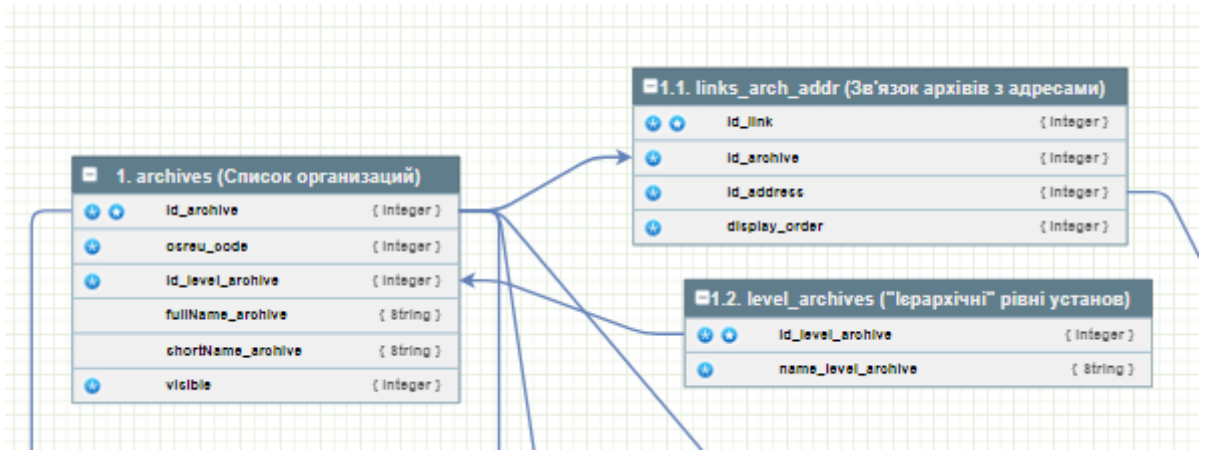 1.1. links_arch_addr (Зв'язок архівів з адресами)
id_link { Integer }
id_archive { Integer }
id_address { Integer }
display_order { Integer }
1. archives (Список организаций)
id_archive { Integer }
osreu_code { Integer }
id_level_archive { Integer }
fullName_archive { String }
shortName_archive { String }
visible { Integer }
1.2. level_archives ("Ієрархічні" рівні установ)
id_level_archive { Integer }
name_level_archive { String }